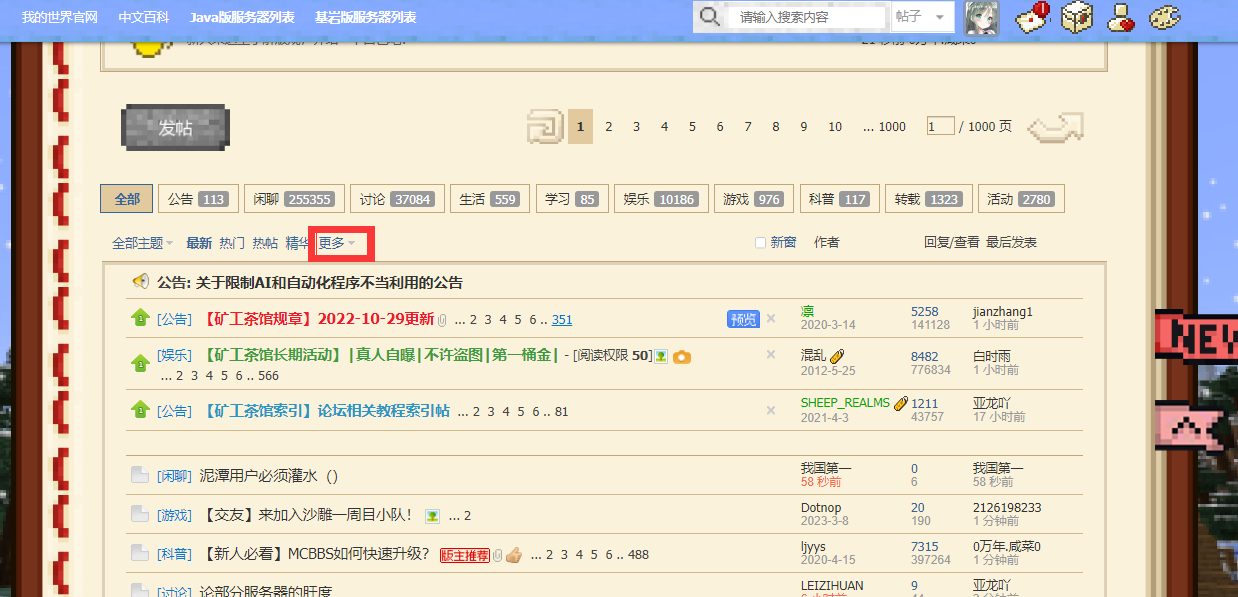 我的世界官网 中文百科 Java版服务器列表 基岩版服务器列表 请输入搜索内容 帖子
发帖 1 2 3 4 5 6 7 8 9 10 ... 1000 1 / 1000 页
全部 公告 113 闲聊 255355 讨论 37084 生活 559 学习 85 娱乐 10186 游戏 976 科普 117 转载 1323 活动 2780
全部主题 最新 热门 热帖 精华 更多 新窗 作者 回复/查看 最后发表
公告: 关于限制AI和自动化程序不当利用的公告
[公告] 【矿工茶馆规章】2022-10-29更新 ... 2 3 4 5 6 .. 351 预览 凛 5258 jianzhang1
2020-3-14 141128 1 小时前
[娱乐] 【矿工茶馆长期活动】|真人自曝|不许盗图|第一桶金| - [阅读权限 50] 混乱 8482 白时雨
... 2 3 4 5 6 .. 566 2012-5-25 776834 1 小时前
[公告] 【矿工茶馆索引】论坛相关教程索引帖 ... 2 3 4 5 6 .. 81 SHEEP_REALMS 1211 亚龙吖
2021-4-3 43757 17 小时前
[闲聊] 泥潭用户必须灌水（） 我国第一 0 我国第一
58 秒前 6 58 秒前
[游戏] 【交友】来加入沙雕一周目小队！ ... 2 Dotnop 20 2126198233
2023-3-8 190 1 分钟前
[科普] 【新人必看】MCBBS如何快速升级？ 版主推荐 ... 2 3 4 5 6 .. 488 ljyys 7315 0万年.咸菜0
2020-4-15 397264 1 分钟前
[讨论] 论部分服务器的肝度 LEIZIHUAN 9 亚龙吖
NEW